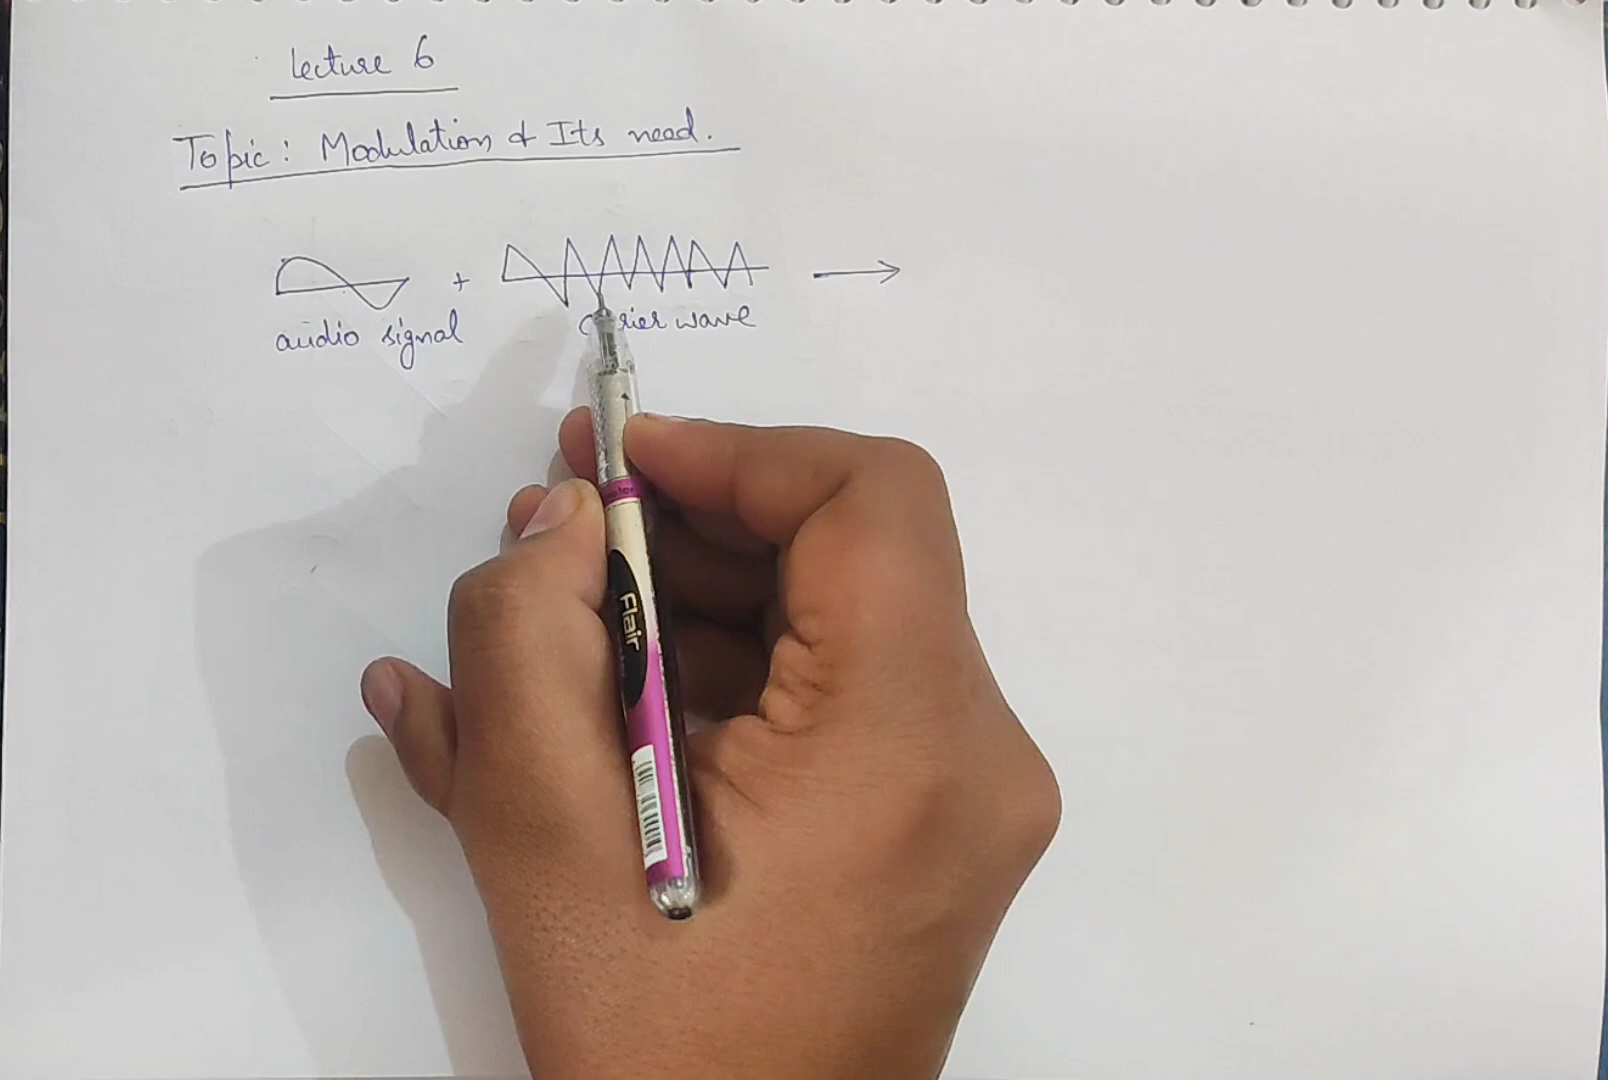 Lecture 6
Topic: Modulation & Its need.
+
audio signal
wave
Flair